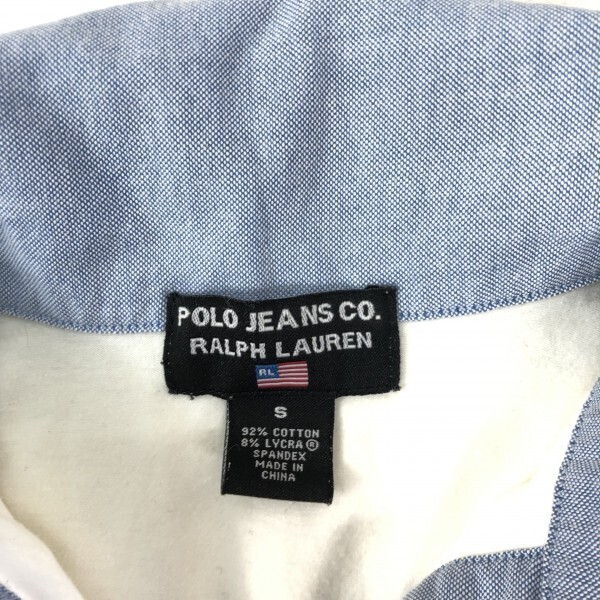 POLO JEANS CO.
RALPH LAUREN
RL
S
92% COTTON
8% LYCRA®
SPANDEX
MADE IN
CHINA